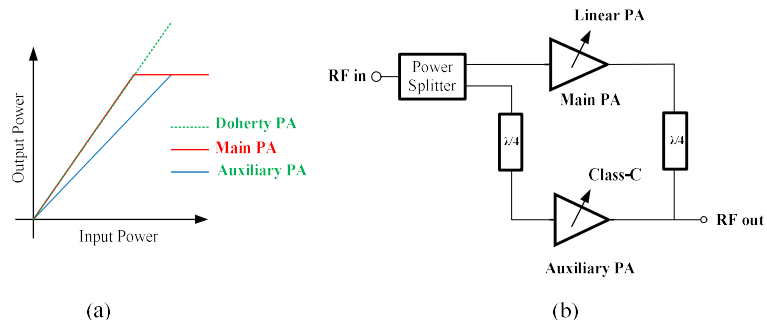 Output Power
Input Power
Doherty PA
Main PA
Auxiliary PA
(a)
RF in
Power
Splitter
Linear PA
Main PA
λ/4
λ/4
Class-C
Auxiliary PA
RF out
(b)